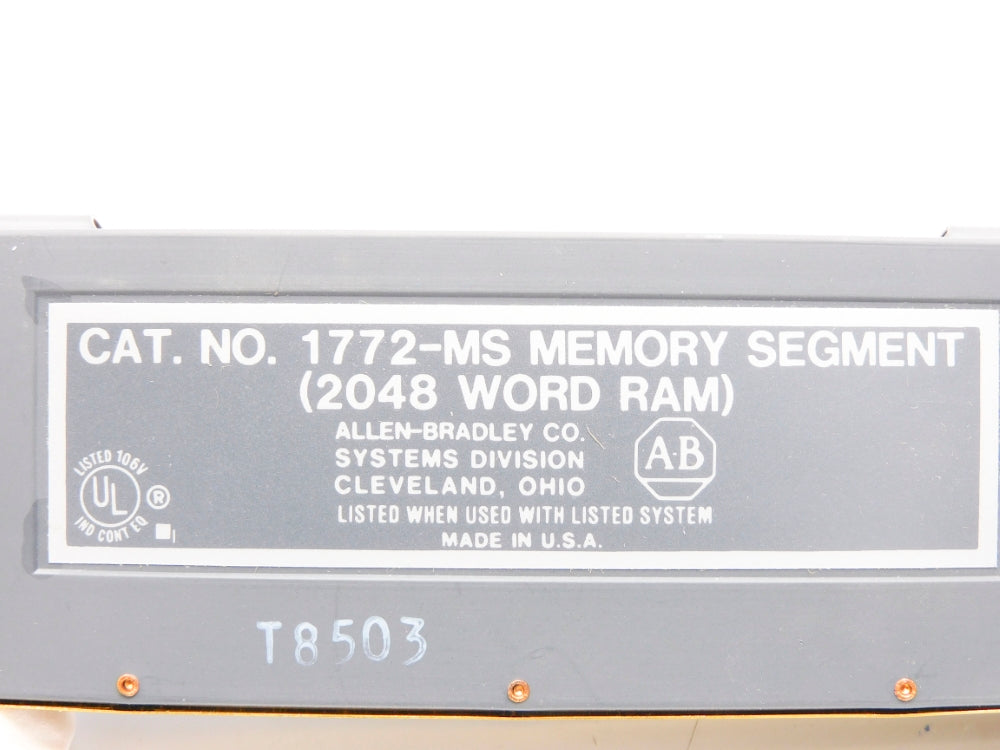 CAT. NO. 1772-MS MEMORY SEGMENT
(2048 WORD RAM)
ALLEN-BRADLEY CO.
SYSTEMS DIVISION
CLEVELAND, OHIO
A·B
LISTED WHEN USED WITH LISTED SYSTEM
MADE IN U.S.A.
LISTED 106V
UL ®
IND CONT EQ
T8503